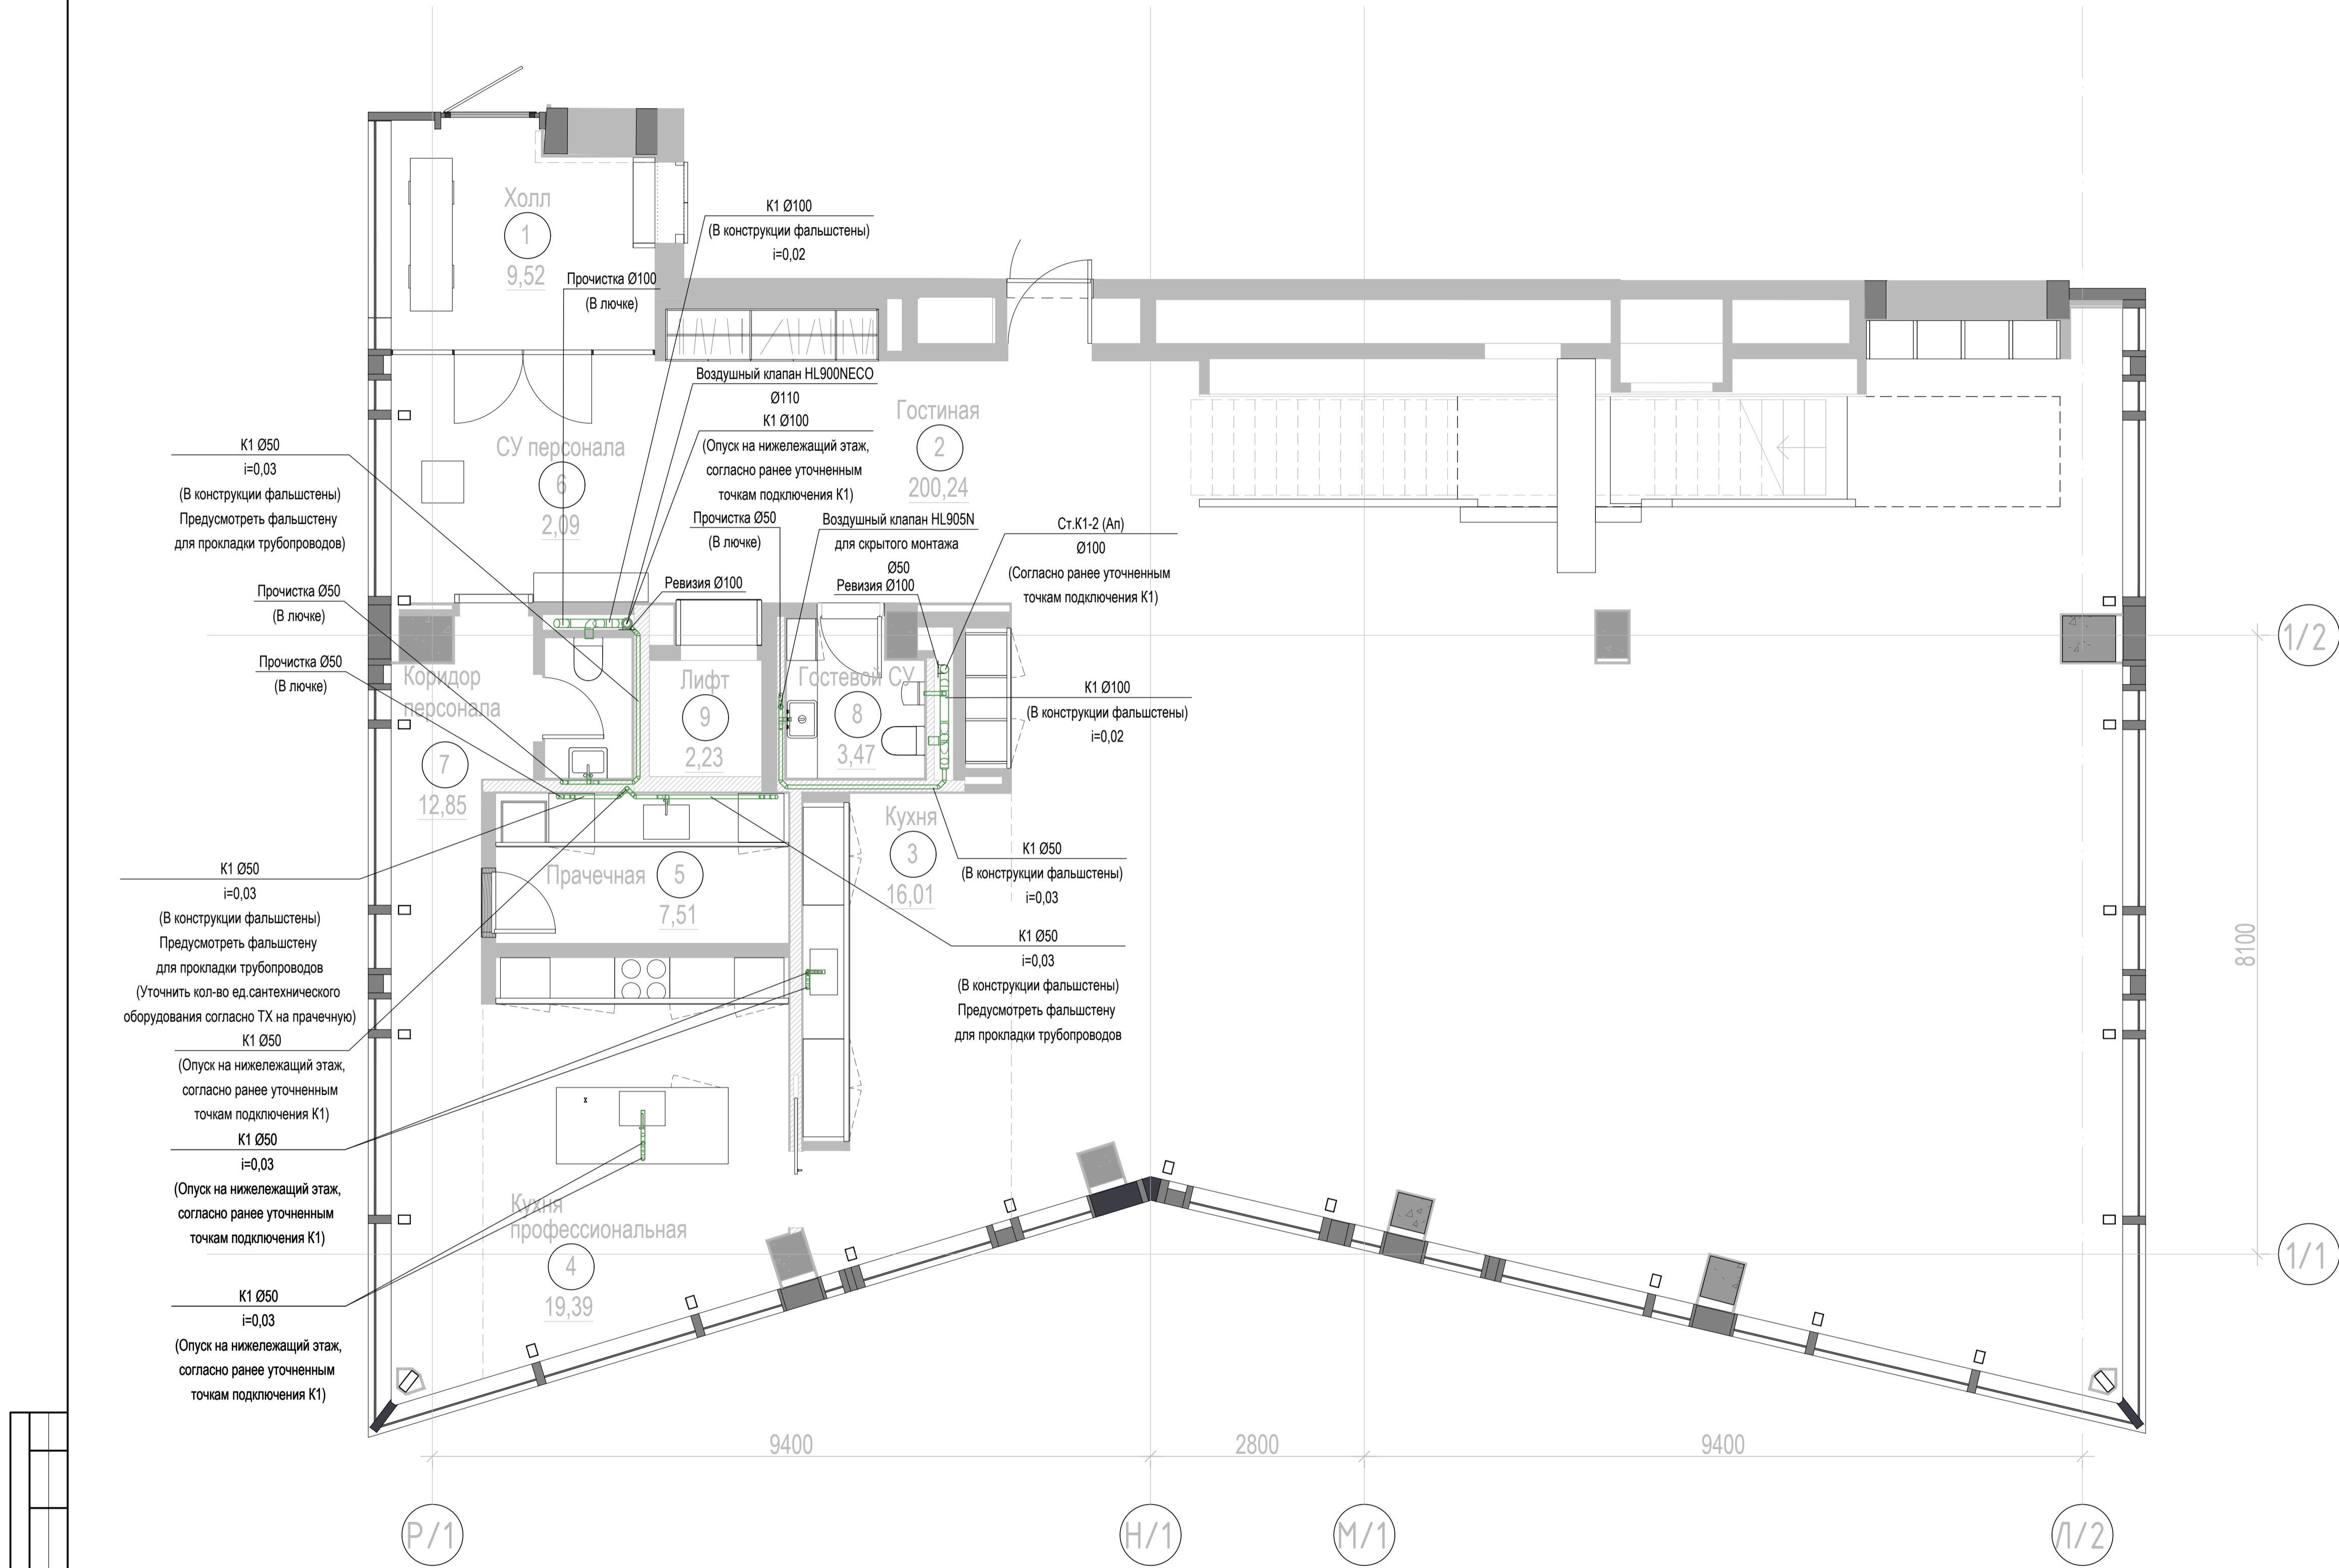 К1 Ø100
(В конструкции фальшстены)
i=0,02
Холл
1
9,52
Прочистка Ø100
(В лючке)
Воздушный клапан HL900NECO
Ø110
К1 Ø100
(Опуск на нижележащий этаж,
согласно ранее уточненным
точкам подключения К1)
Гостиная
2
200,24
СУ персонала
6
2,09
К1 Ø50
i=0,03
(В конструкции фальшстены)
Предусмотреть фальшстену
для прокладки трубопроводов)
Прочистка Ø50
(В лючке)
Воздушный клапан HL905N
для скрытого монтажа
Ø50
Ревизия Ø100
Ст.К1-2 (Ап)
Ø100
(Согласно ранее уточненным
точкам подключения К1)
Ревизия Ø100
Прочистка Ø50
(В лючке)
Прочистка Ø50
(В лючке)
Коридор
персонала
7
12,85
Лифт
9
2,23
Гостевой СУ
8
3,47
К1 Ø100
(В конструкции фальшстены)
i=0,02
1/2
Кухня
3
16,01
Прачечная
5
7,51
К1 Ø50
(В конструкции фальшстены)
i=0,03
К1 Ø50
i=0,03
(В конструкции фальшстены)
Предусмотреть фальшстену
для прокладки трубопроводов
(Уточнить кол-во ед.сантехнического
оборудования согласно ТХ на прачечную)
К1 Ø50
i=0,03
(В конструкции фальшстены)
Предусмотреть фальшстену
для прокладки трубопроводов
8100
К1 Ø50
(Опуск на нижележащий этаж,
согласно ранее уточненным
точкам подключения К1)
x
К1 Ø50
i=0,03
(Опуск на нижележащий этаж,
согласно ранее уточненным
точкам подключения К1)
Кухня
профессиональная
4
19,39
1/1
К1 Ø50
i=0,03
(Опуск на нижележащий этаж,
согласно ранее уточненным
точкам подключения К1)
9400
2800
9400
Р/1
Н/1
М/1
Л/2